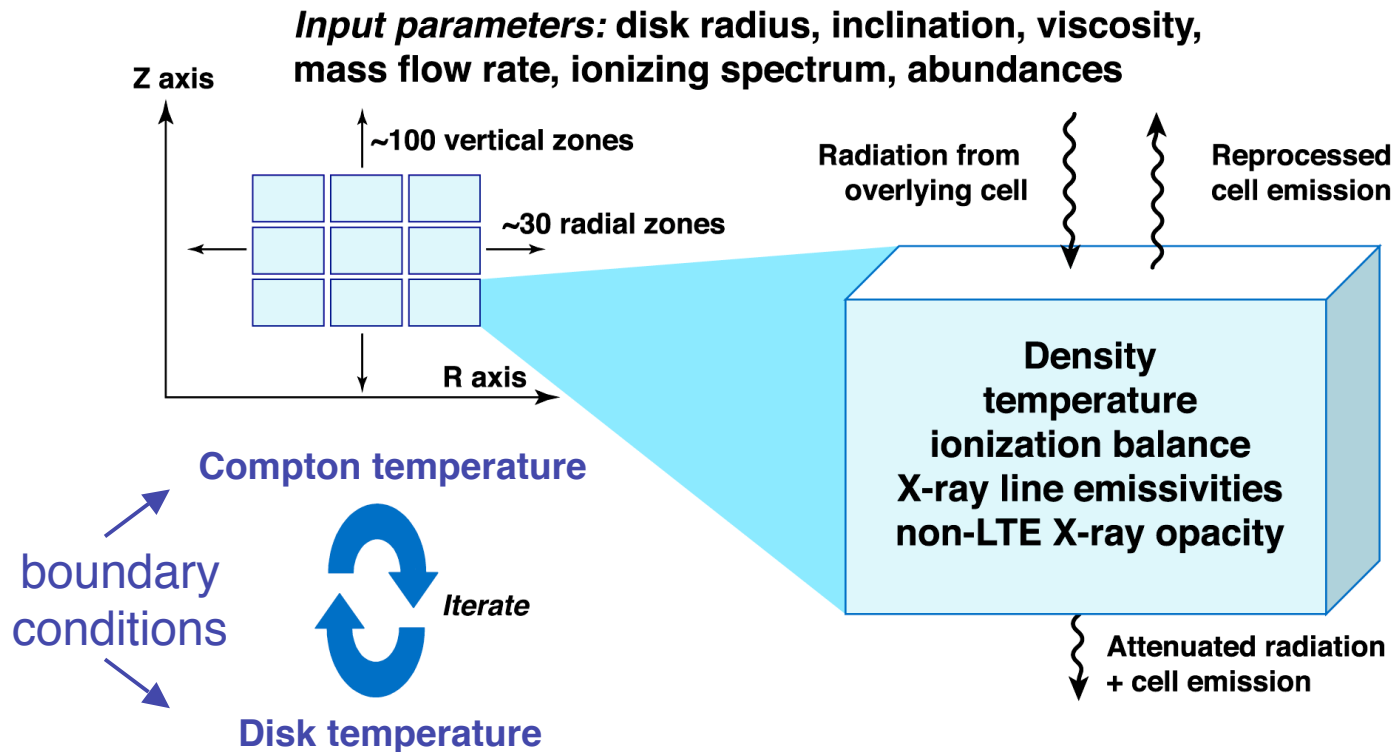 Input parameters: disk radius, inclination, viscosity,
mass flow rate, ionizing spectrum, abundances
Z axis
~100 vertical zones
~30 radial zones
R axis
Radiation from
overlying cell
Reprocessed
cell emission
Density
temperature
ionization balance
X-ray line emissivities
non-LTE X-ray opacity
Attenuated radiation
+ cell emission
Compton temperature
boundary
conditions
Iterate
Disk temperature